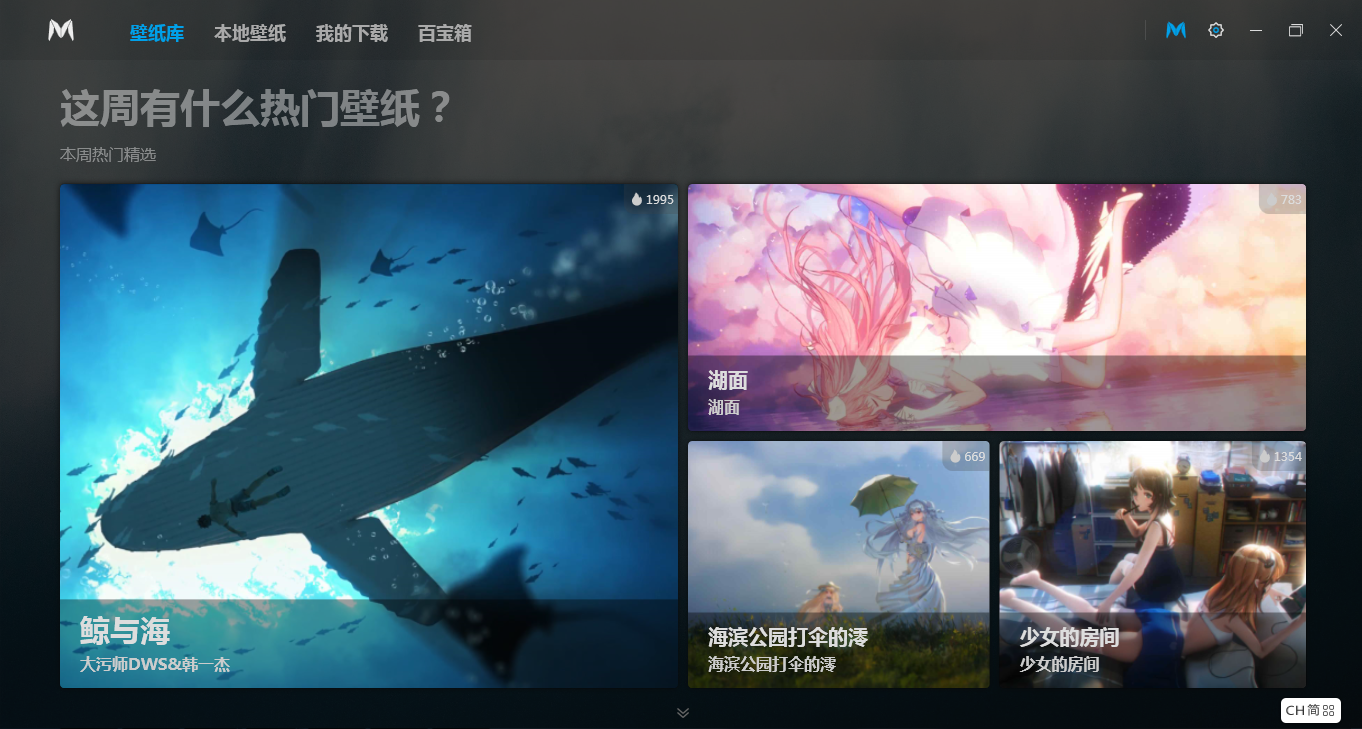 壁纸库 本地壁纸 我的下载 百宝箱
这周有什么热门壁纸？
本周热门精选
1995
鲸与海
大污师DWS&韩一杰
783
湖面
湖面
669
海滨公园打伞的澪
海滨公园打伞的澪
1354
少女的房间
少女的房间
CH 简